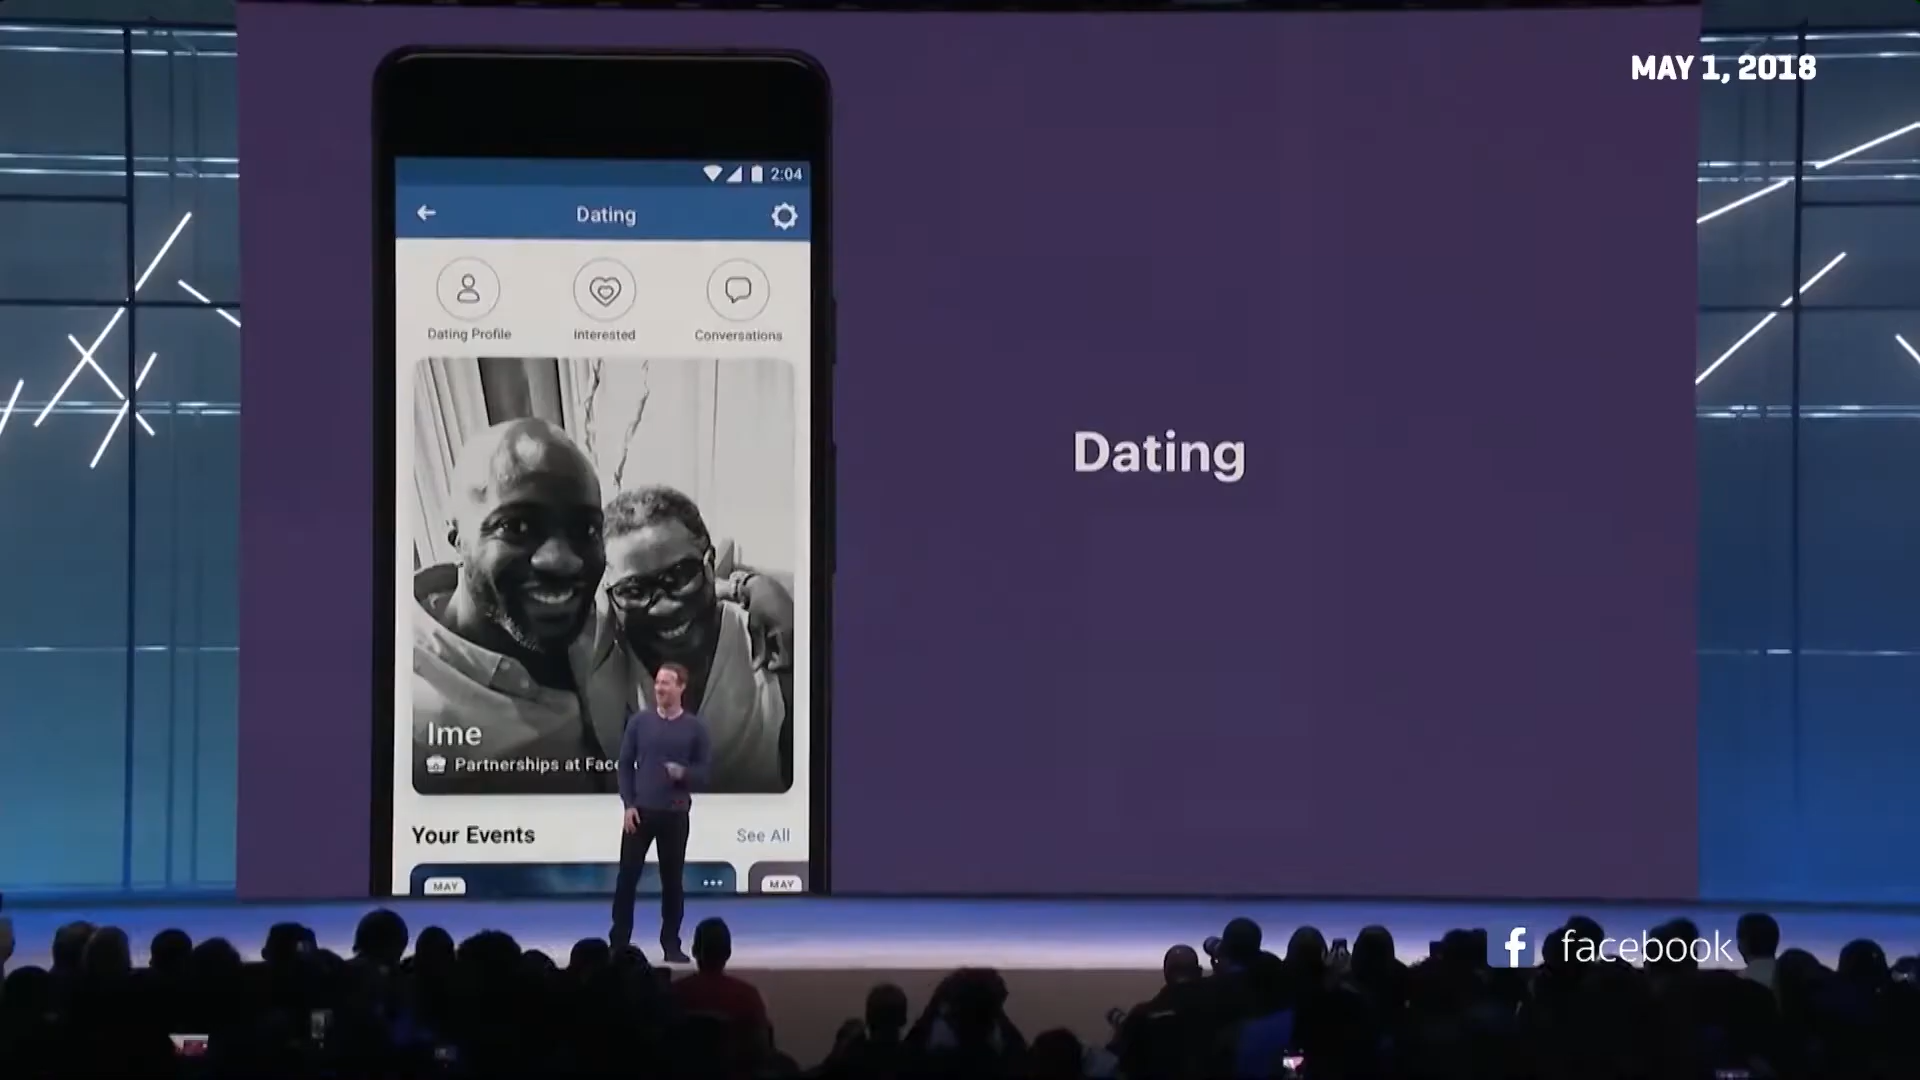 MAY 1, 2018
2:04
Dating
Dating Profile
Interested
Conversations
Dating
Ime
Partnerships at
Your Events
See All
MAY
MAY
f facebook